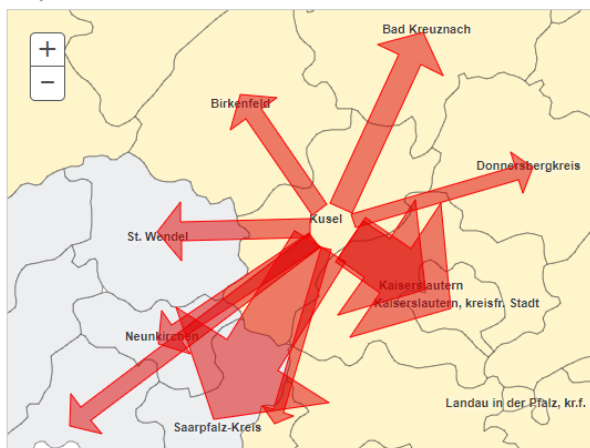 +
−
Bad Kreuznach
Birkenfeld
Donnersbergkreis
Kusel
St. Wendel
Kaiserslautern
Kaiserslautern, kreisfr. Stadt
Neunkirchen
Landau in der Pfalz, kr.f.
Saarpfalz-Kreis